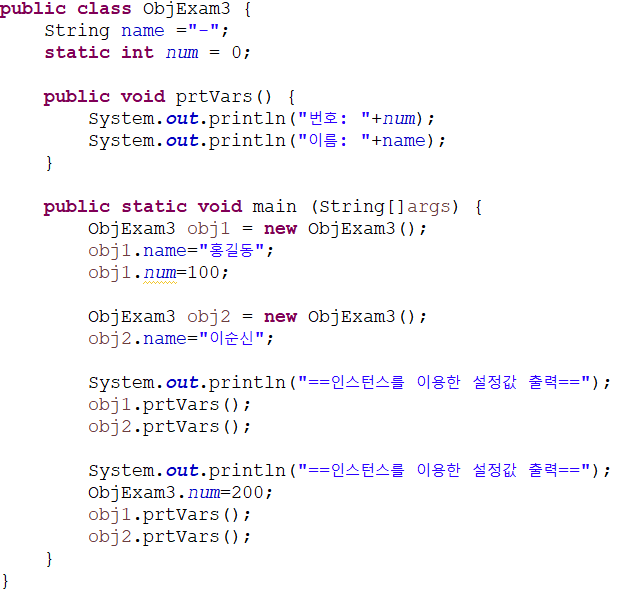 public class ObjExam3 {
    String name ="-";
    static int num = 0;

    public void prtVars() {
        System.out.println("번호: "+num);
        System.out.println("이름: "+name);
    }

    public static void main (String[]args) {
        ObjExam3 obj1 = new ObjExam3();
        obj1.name="홍길동";
        obj1.num=100;

        ObjExam3 obj2 = new ObjExam3();
        obj2.name="이순신";

        System.out.println("==인스턴스를 이용한 설정값 출력==");
        obj1.prtVars();
        obj2.prtVars();

        System.out.println("==인스턴스를 이용한 설정값 출력==");
        ObjExam3.num=200;
        obj1.prtVars();
        obj2.prtVars();
    }
}